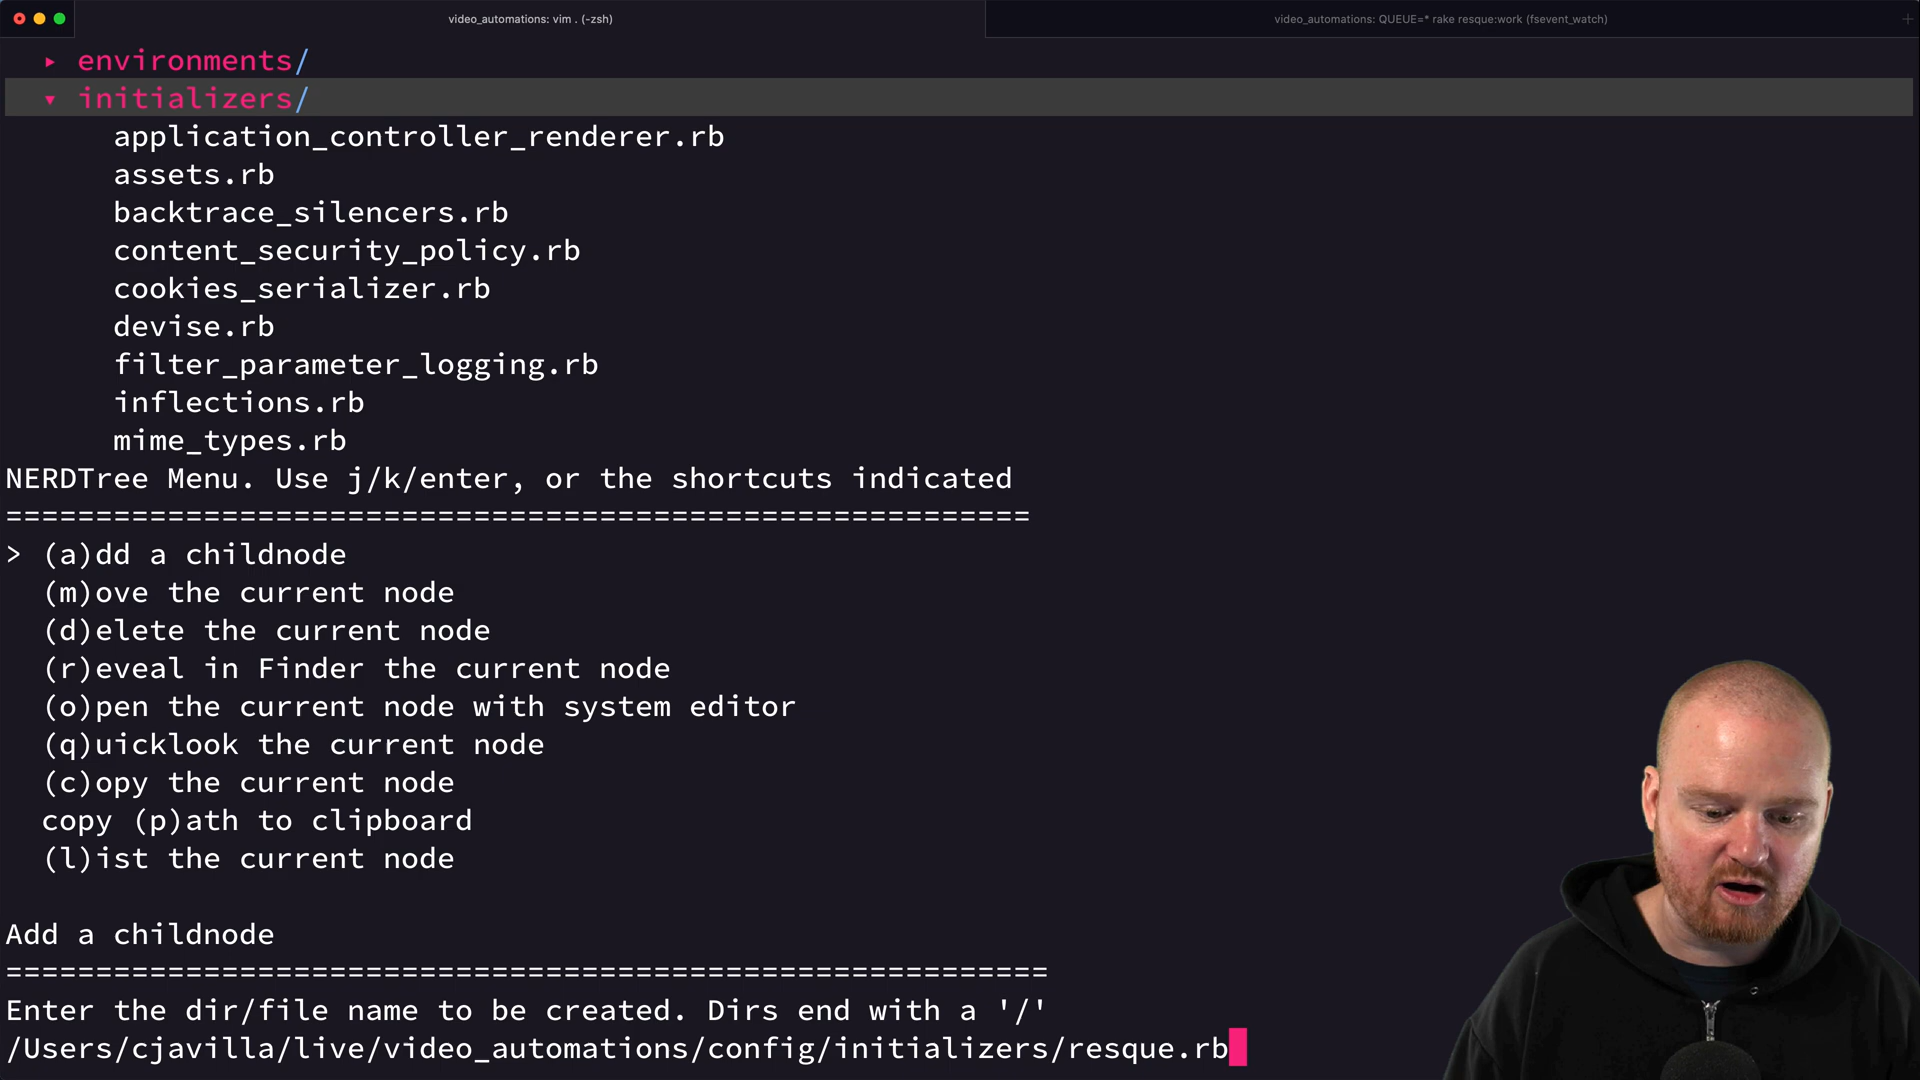 video_automations: vim . (-zsh)
video_automations: QUEUE=* rake resque:work (fsevent_watch)
▸ environments/
▾ initializers/
application_controller_renderer.rb
assets.rb
backtrace_silencers.rb
content_security_policy.rb
cookies_serializer.rb
devise.rb
filter_parameter_logging.rb
inflections.rb
mime_types.rb
NERDTree Menu. Use j/k/enter, or the shortcuts indicated
=========================================================
> (a)dd a childnode
(m)ove the current node
(d)elete the current node
(r)eveal in Finder the current node
(o)pen the current node with system editor
(q)uicklook the current node
(c)opy the current node
copy (p)ath to clipboard
(l)ist the current node
Add a childnode
==========================================================
Enter the dir/file name to be created. Dirs end with a '/'
/Users/cjavilla/live/video_automations/config/initializers/resque.rb